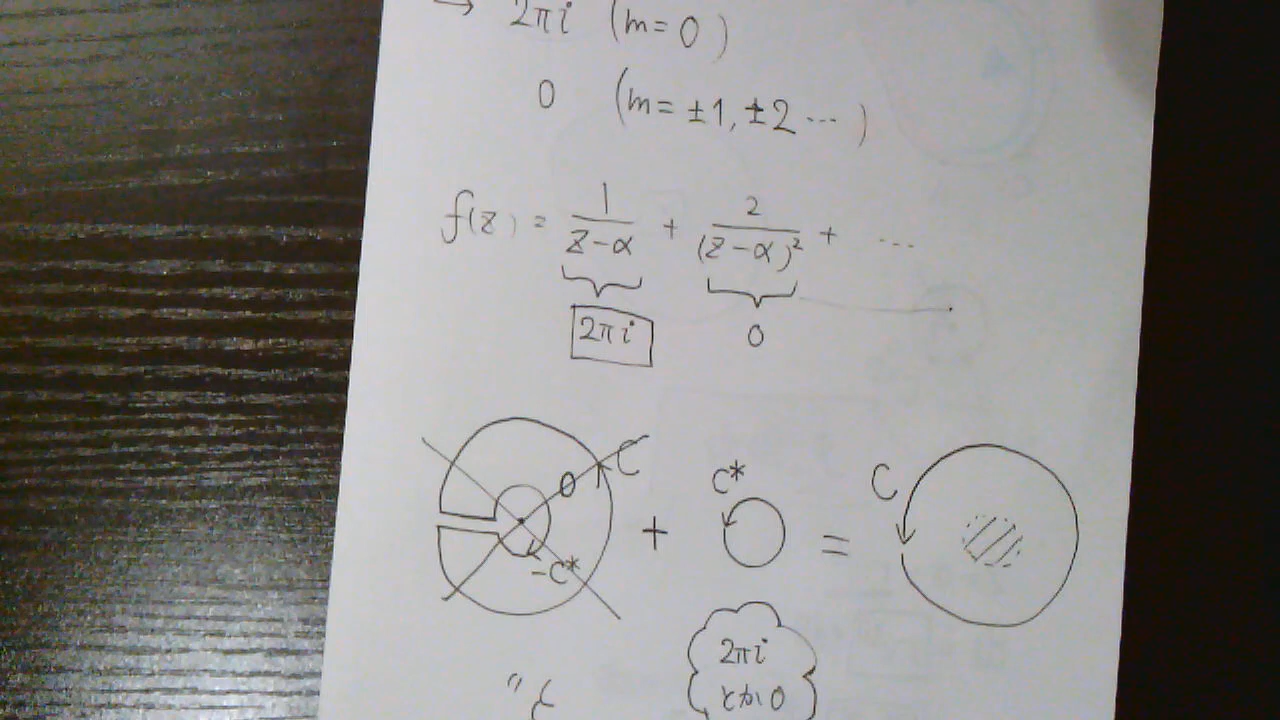 → 2πi (m=0)
0 (m=±1,±2…)
f(z) = 1/(z-α) + 2/(z-α)² + …
2πi 0
0 C
-C*
+ C* = C
2πi
とか0